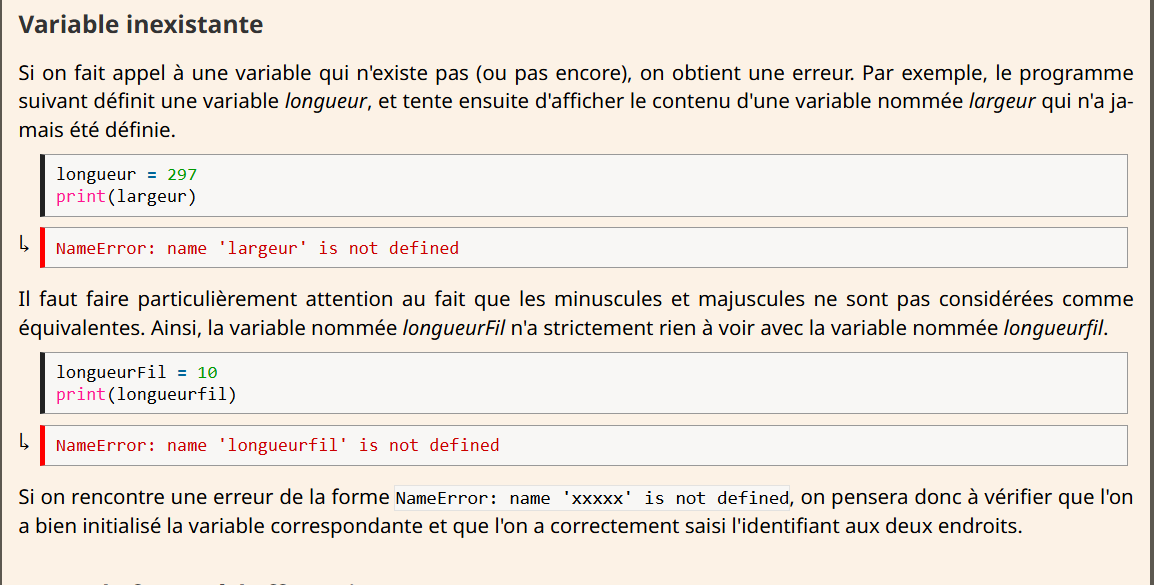 Variable inexistante
Si on fait appel à une variable qui n'existe pas (ou pas encore), on obtient une erreur. Par exemple, le programme
suivant définit une variable longueur, et tente ensuite d'afficher le contenu d'une variable nommée largeur qui n'a ja-
mais été définie.
longueur = 297
print(largeur)
↳ NameError: name 'largeur' is not defined
Il faut faire particulièrement attention au fait que les minuscules et majuscules ne sont pas considérées comme
équivalentes. Ainsi, la variable nommée longueurFil n'a strictement rien à voir avec la variable nommée longueurfil.
longueurFil = 10
print(longueurfil)
↳ NameError: name 'longueurfil' is not defined
Si on rencontre une erreur de la forme NameError: name 'xxxxx' is not defined, on pensera donc à vérifier que l'on
a bien initialisé la variable correspondante et que l'on a correctement saisi l'identifiant aux deux endroits.